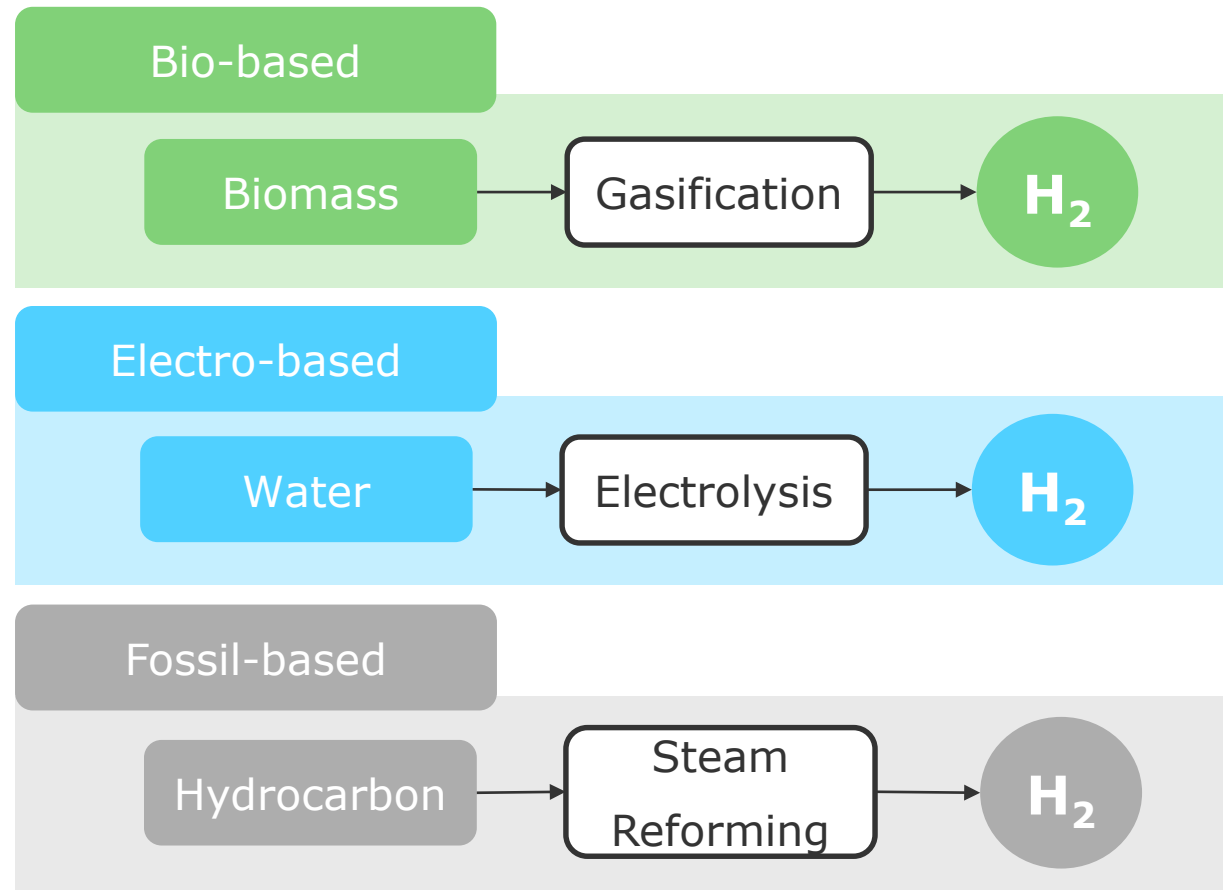 Bio-based
Biomass
Gasification
H₂
Electro-based
Water
Electrolysis
H₂
Fossil-based
Hydrocarbon
Steam
Reforming
H₂